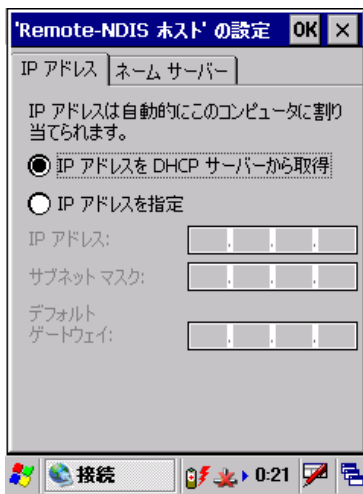 'Remote-NDIS ホスト' の設定 OK ×
IP アドレス ネーム サーバー
IP アドレスは自動的にこのコンピュータに割り
当てられます。
IP アドレスを DHCP サーバーから取得
IP アドレスを指定
IP アドレス:
サブネット マスク:
デフォルト
ゲートウェイ:
接続 0:21